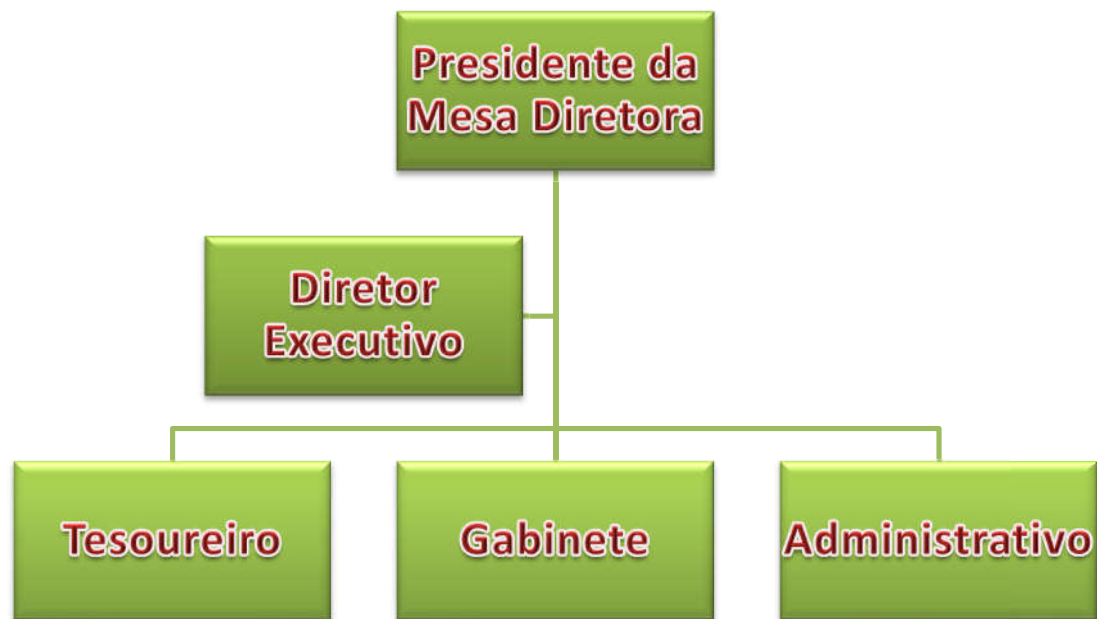 Presidente da
Mesa Diretora
Diretor
Executivo
Tesoureiro
Gabinete
Administrativo